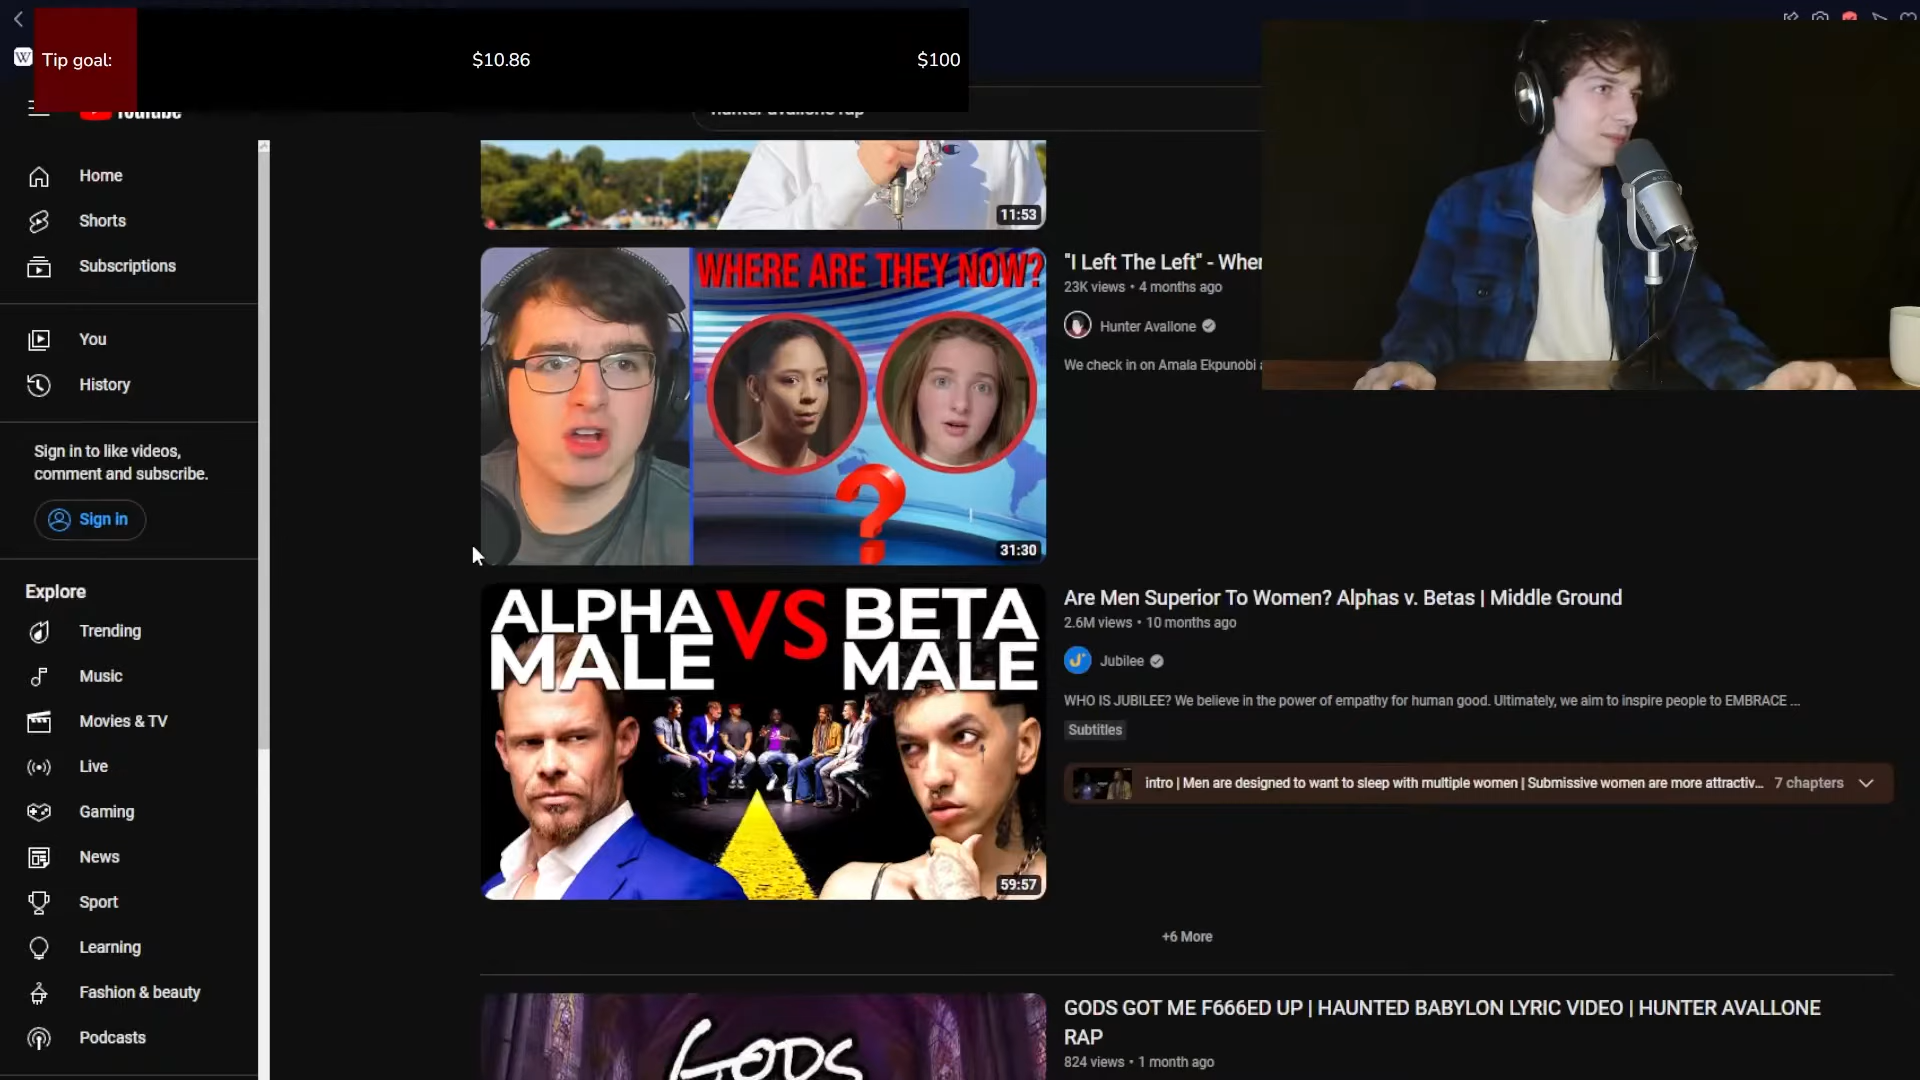 W
Tip goal:
$10.86
$100
YouTube
hunter avallone rap
Home
Shorts
Subscriptions
You
History
Sign in to like videos,
comment and subscribe.
Sign in
Explore
Trending
Music
Movies & TV
Live
Gaming
News
Sport
Learning
Fashion & beauty
Podcasts
11:53
WHERE ARE THEY NOW?
?
31:30
"I Left The Left" - Wher
23K views • 4 months ago
Hunter Avallone
We check in on Amala Ekpunobi
ALPHA MALE VS BETA MALE
59:57
Are Men Superior To Women? Alphas v. Betas | Middle Ground
2.6M views • 10 months ago
Jubilee
WHO IS JUBILEE? We believe in the power of empathy for human good. Ultimately, we aim to inspire people to EMBRACE ...
Subtitles
intro | Men are designed to want to sleep with multiple women | Submissive women are more attractiv... 7 chapters
+6 More
GODS
GODS GOT ME F666ED UP | HAUNTED BABYLON LYRIC VIDEO | HUNTER AVALLONE
RAP
824 views • 1 month ago